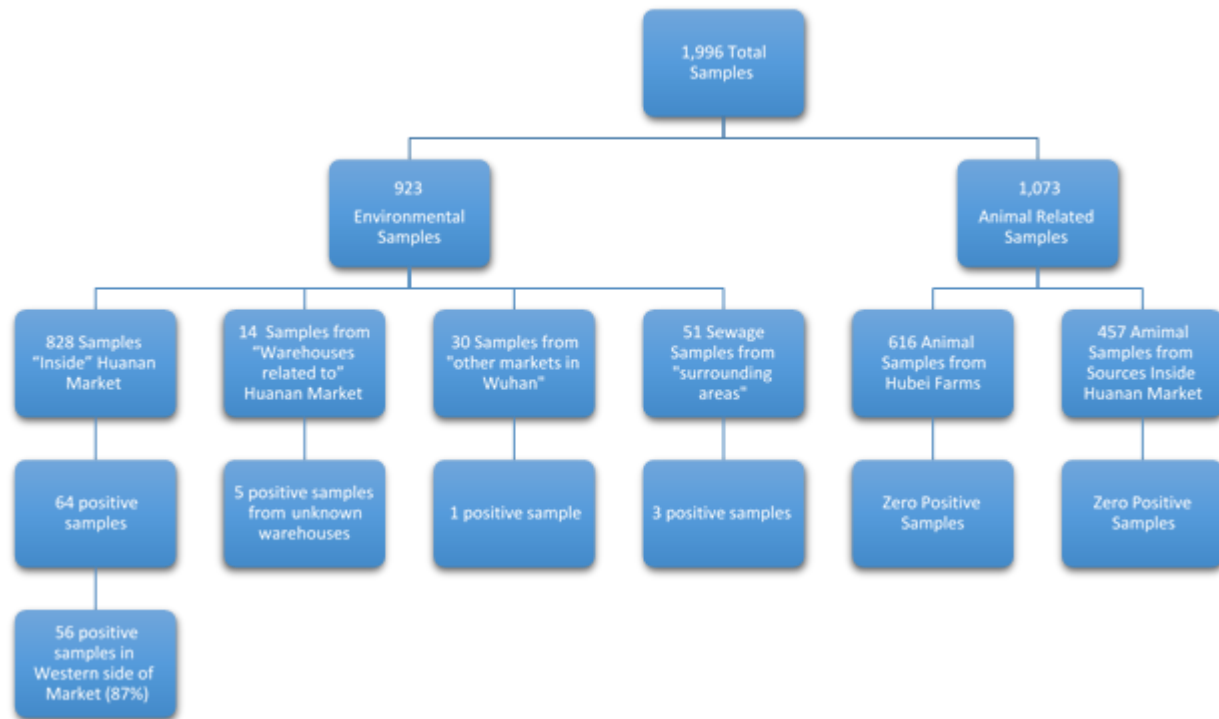 1,996 Total
Samples
923
Environmental
Samples
1,073
Animal Related
Samples
828 Samples
“Inside” Huanan
Market
14 Samples from
“Warehouses
related to”
Huanan Market
30 Samples from
"other markets in
Wuhan"
51 Sewage
Samples from
"surrounding
areas"
616 Animal
Samples from
Hubei Farms
457 Amimal
Samples from
Sources Inside
Huanan Market
64 positive
samples
5 positive samples
from unknown
warehouses
1 positive sample
3 positive samples
Zero Positive
Samples
Zero Positive
Samples
56 positive
samples in
Western side of
Market (87%)